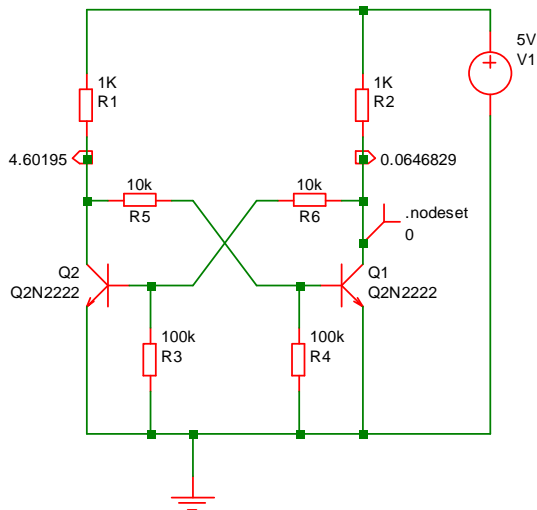 5V
V1
1K
R1
1K
R2
4.60195
0.0646829
10k
R5
10k
R6
.nodeset
0
Q2
Q2N2222
Q1
Q2N2222
100k
R3
100k
R4